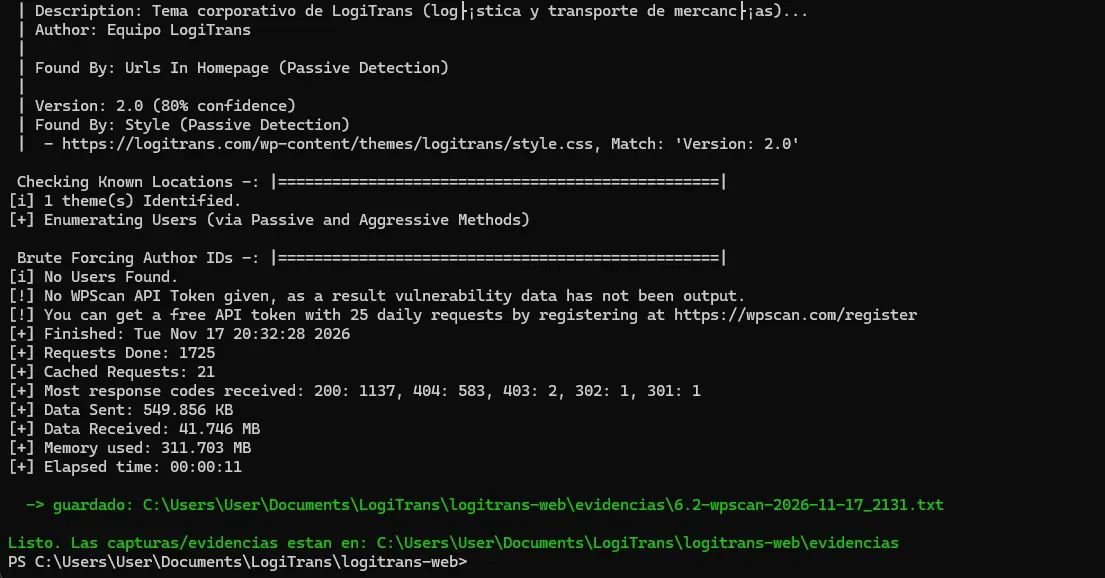 | Description: Tema corporativo de LogiTrans (log├¡stica y transporte de mercanc├¡as)...
| Author: Equipo LogiTrans
|
| Found By: Urls In Homepage (Passive Detection)
|
| Version: 2.0 (80% confidence)
| Found By: Style (Passive Detection)
|  - https://logitrans.com/wp-content/themes/logitrans/style.css, Match: 'Version: 2.0'
Checking Known Locations -: |=================================================|
[i] 1 theme(s) Identified.
[+] Enumerating Users (via Passive and Aggressive Methods)
Brute Forcing Author IDs -: |=================================================|
[i] No Users Found.
[!] No WPScan API Token given, as a result vulnerability data has not been output.
[!] You can get a free API token with 25 daily requests by registering at https://wpscan.com/register
[+] Finished: Tue Nov 17 20:32:28 2026
[+] Requests Done: 1725
[+] Cached Requests: 21
[+] Most response codes received: 200: 1137, 404: 583, 403: 2, 302: 1, 301: 1
[+] Data Sent: 549.856 KB
[+] Data Received: 41.746 MB
[+] Memory used: 311.703 MB
[+] Elapsed time: 00:00:11
-> guardado: C:\Users\User\Documents\LogiTrans\logitrans-web\evidencias\6.2-wpscan-2026-11-17_2131.txt
Listo. Las capturas/evidencias estan en: C:\Users\User\Documents\LogiTrans\logitrans-web\evidencias
PS C:\Users\User\Documents\LogiTrans\logitrans-web>